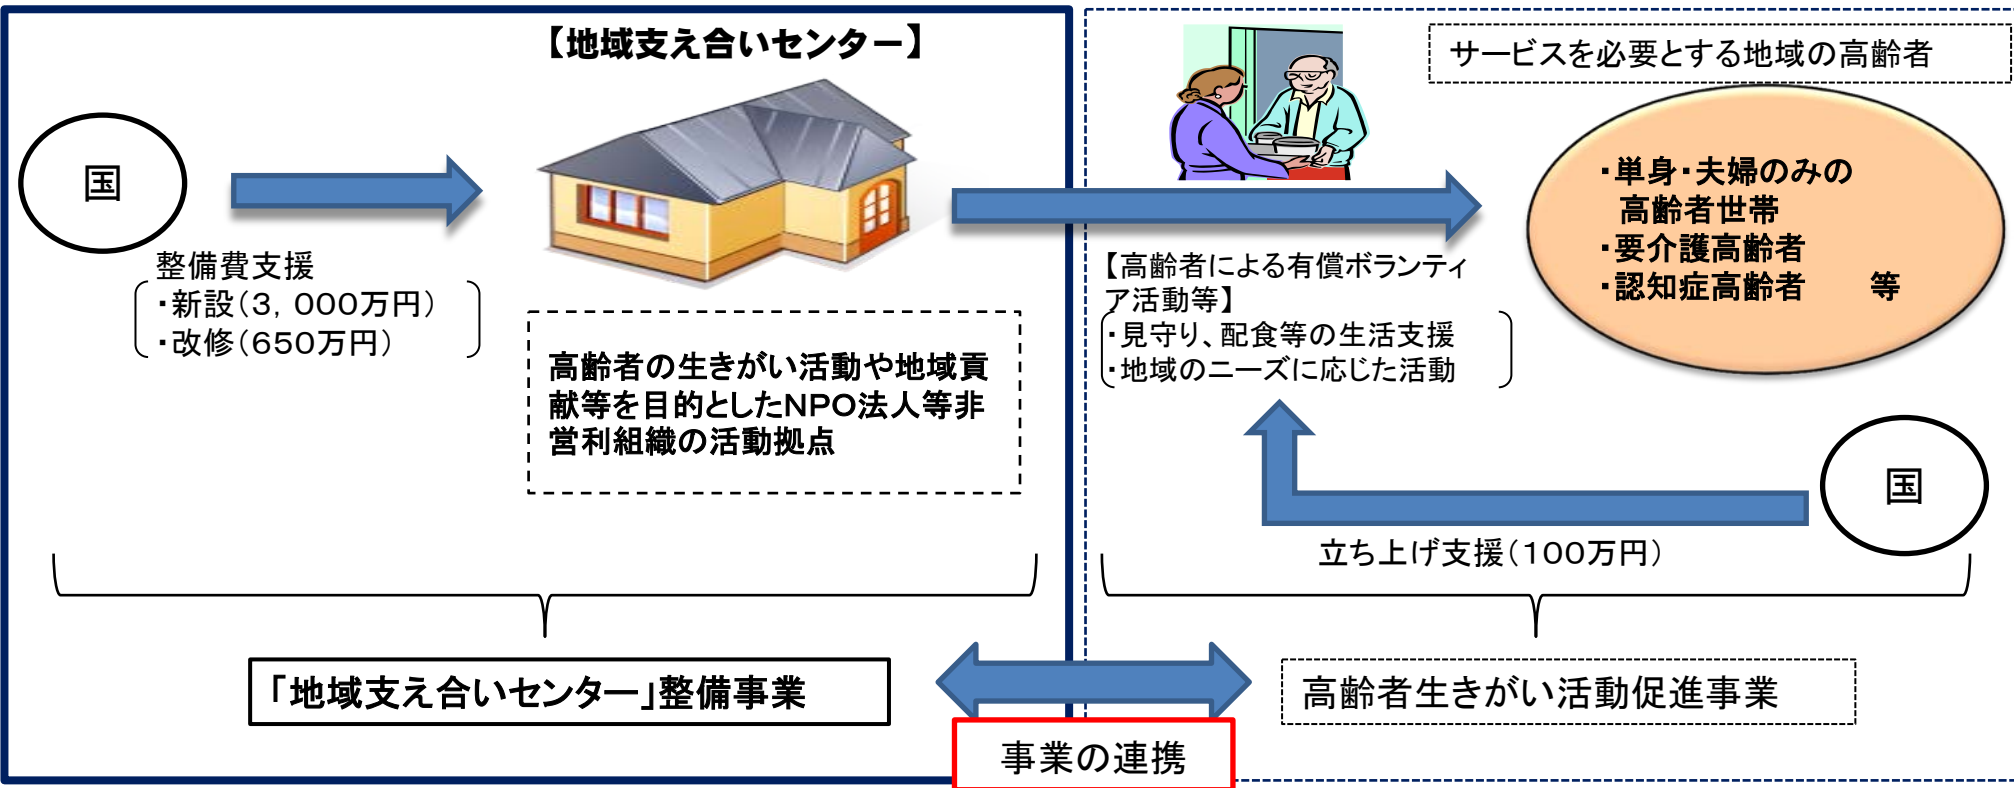 【地域支え合いセンター】
国
整備費支援
・新設（3，000万円）
・改修（650万円）
高齢者の生きがい活動や地域貢
献等を目的としたNPO法人等非
営利組織の活動拠点
「地域支え合いセンター」整備事業
サービスを必要とする地域の高齢者
・単身・夫婦のみの
高齢者世帯
・要介護高齢者
・認知症高齢者　　等
【高齢者による有償ボランティ
ア活動等】
・見守り、配食等の生活支援
・地域のニーズに応じた活動
国
立ち上げ支援（100万円）
高齢者生きがい活動促進事業
事業の連携